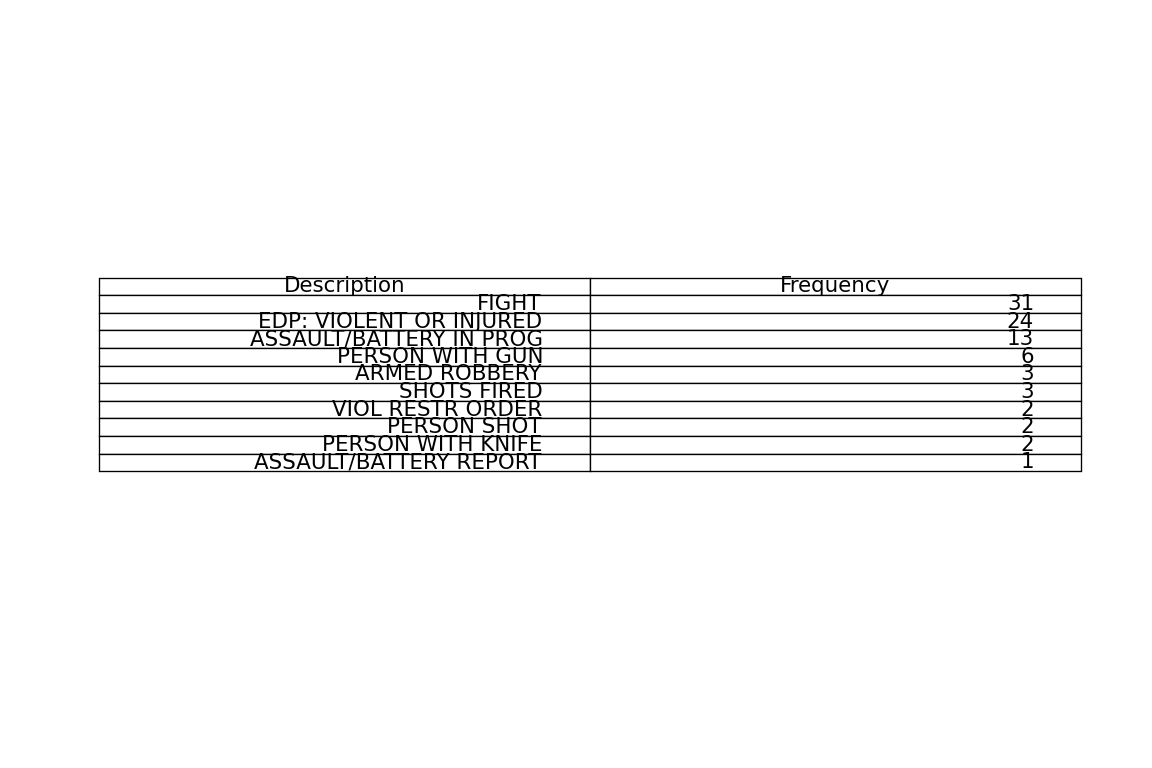 Description Frequency
FIGHT 31
EDP: VIOLENT OR INJURED 24
ASSAULT/BATTERY IN PROG 13
PERSON WITH GUN 6
ARMED ROBBERY 3
SHOTS FIRED 3
VIOL RESTR ORDER 2
PERSON SHOT 2
PERSON WITH KNIFE 2
ASSAULT/BATTERY REPORT 1